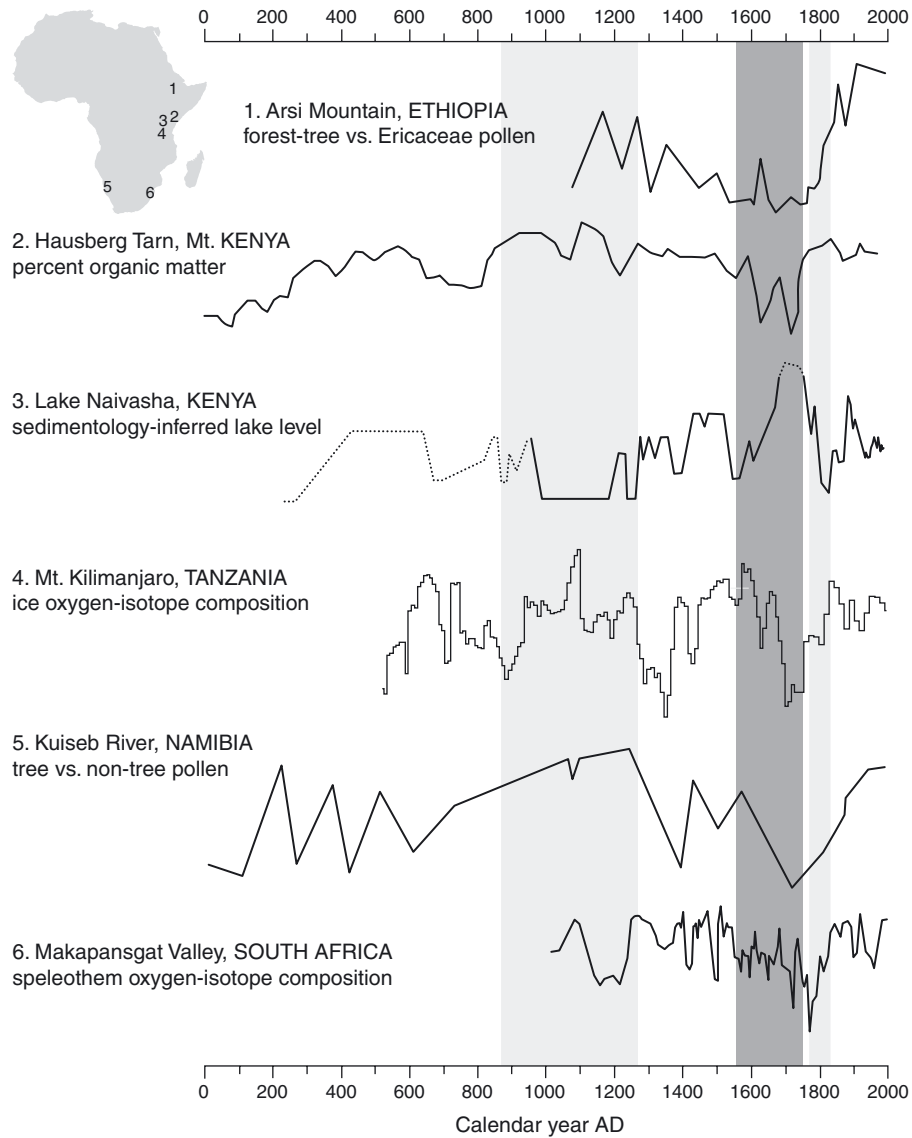 0 200 400 600 800 1000 1200 1400 1600 1800 2000
1
2
3
4
5
6
1. Arsi Mountain, ETHIOPIA
forest-tree vs. Ericaceae pollen
2. Hausberg Tarn, Mt. KENYA
percent organic matter
3. Lake Naivasha, KENYA
sedimentology-inferred lake level
4. Mt. Kilimanjaro, TANZANIA
ice oxygen-isotope composition
5. Kuiseb River, NAMIBIA
tree vs. non-tree pollen
6. Makapansgat Valley, SOUTH AFRICA
speleothem oxygen-isotope composition
0 200 400 600 800 1000 1200 1400 1600 1800 2000
Calendar year AD